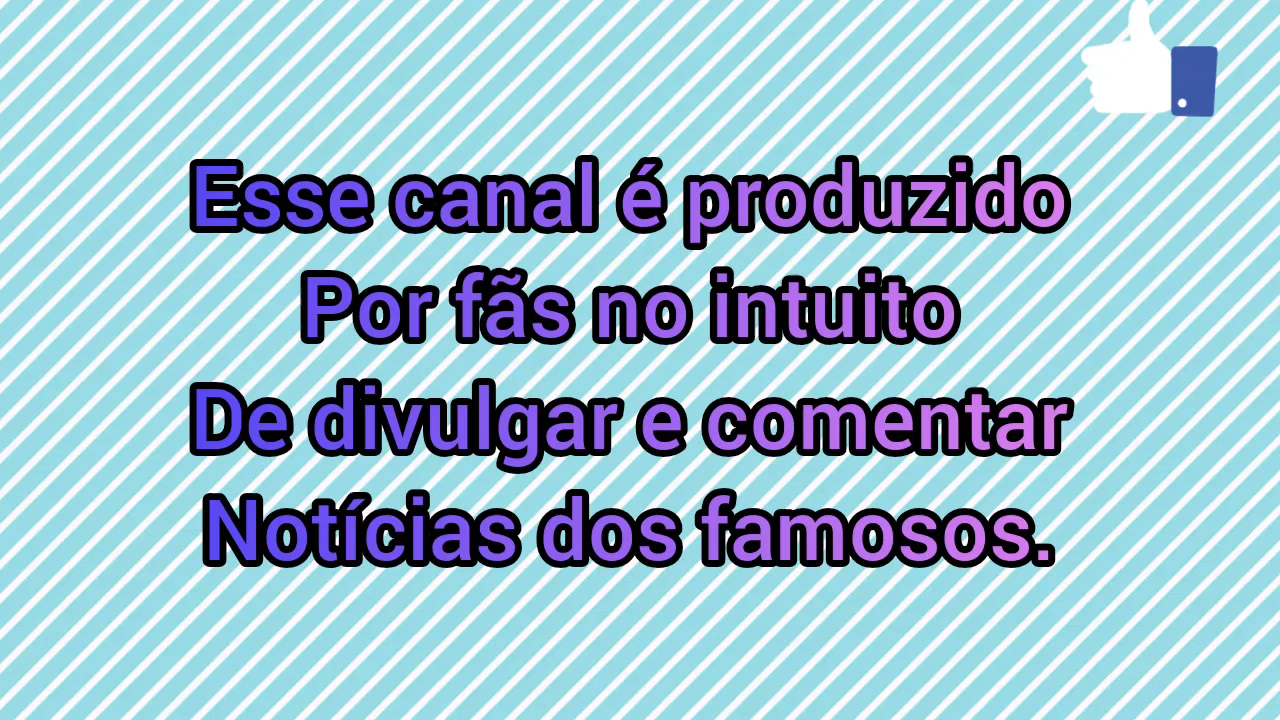 Esse canal é produzido
Por fãs no intuito
De divulgar e comentar
Notícias dos famosos.